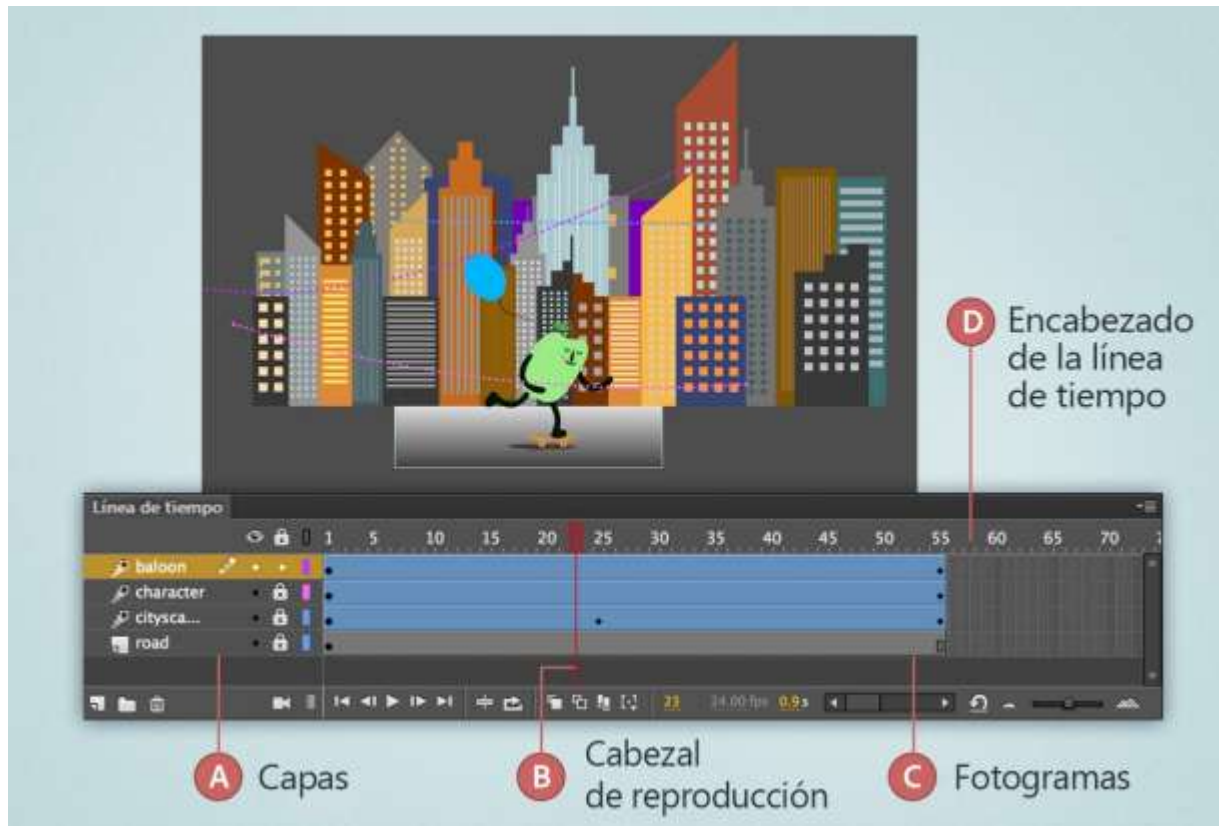 D Encabezado
de la línea
de tiempo
Línea de tiempo
1 5 10 15 20 25 30 35 40 45 50 55 60 65 70 7
baloon
character
citysca...
road
23 24.00 fps 0.9 s
A Capas
B Cabezal
de reproducción
C Fotogramas